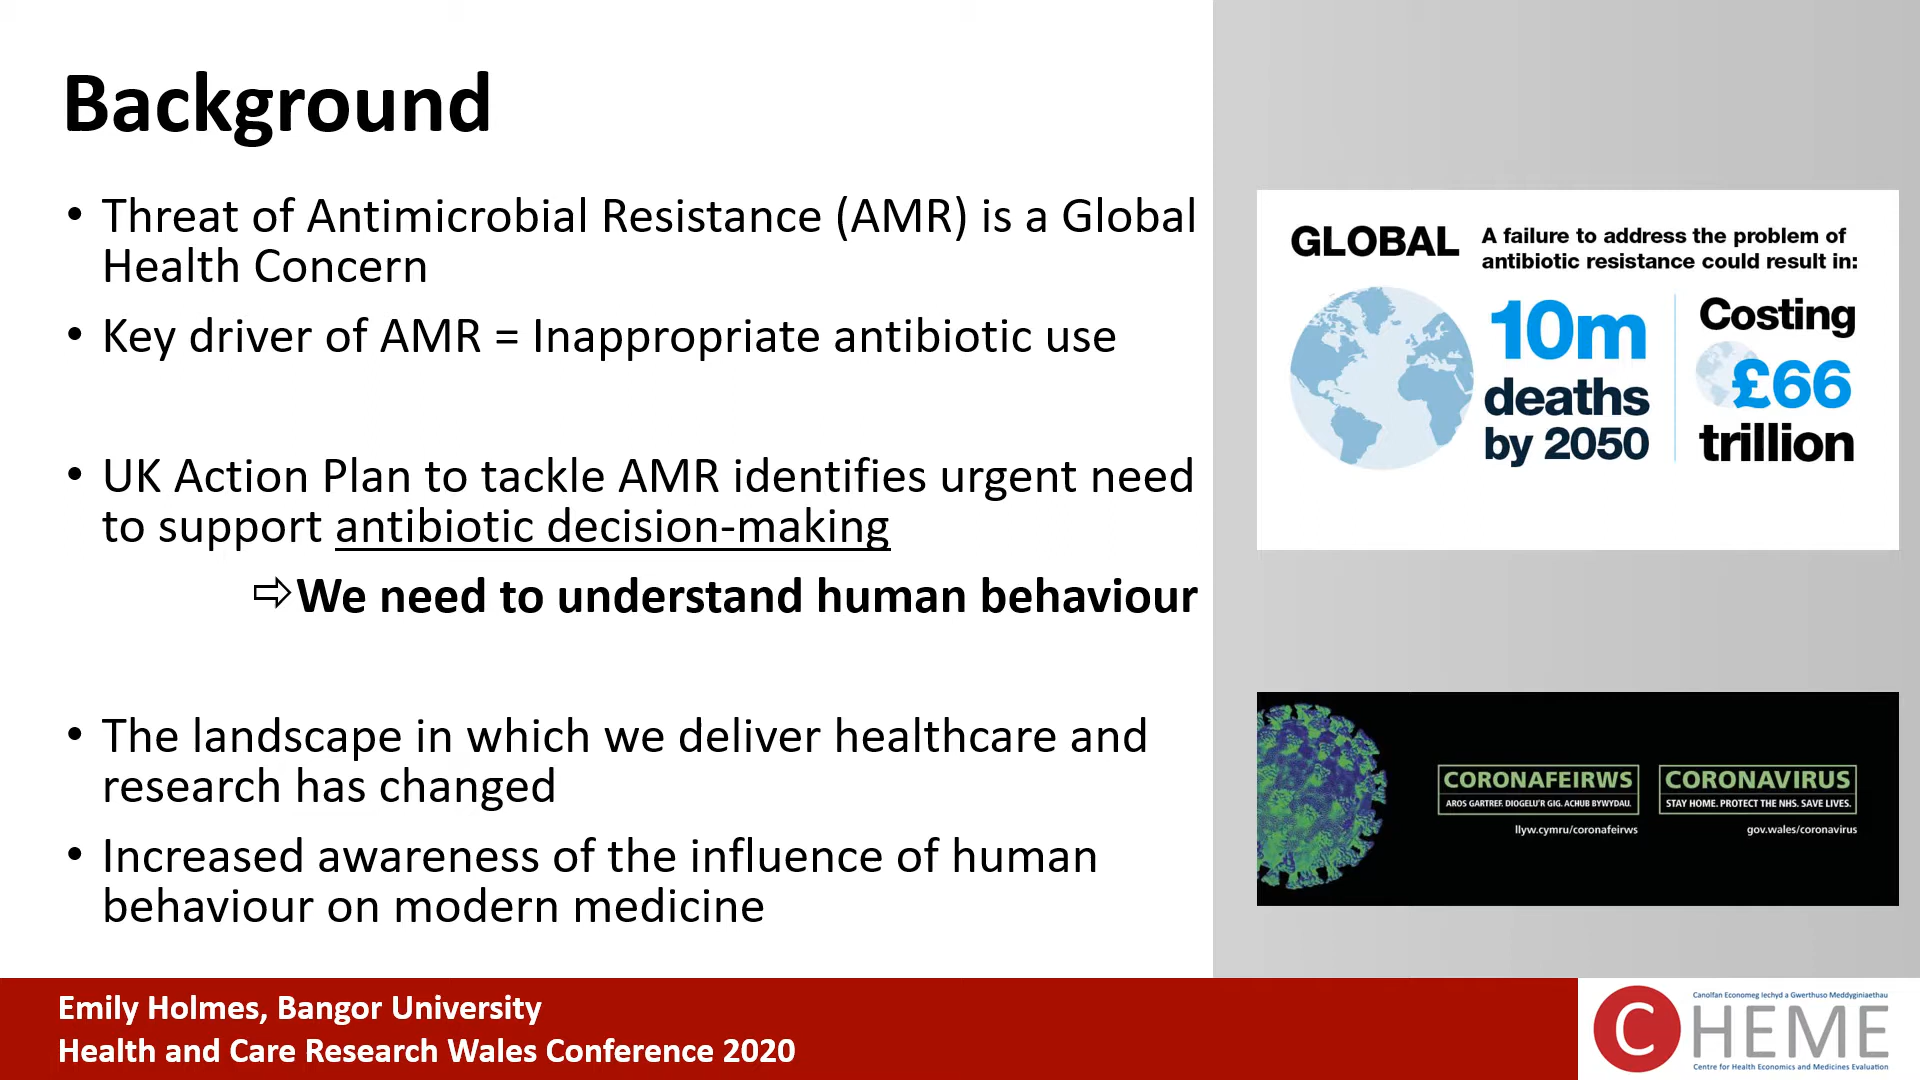 Background
• Threat of Antimicrobial Resistance (AMR) is a Global
Health Concern
• Key driver of AMR = Inappropriate antibiotic use
• UK Action Plan to tackle AMR identifies urgent need
to support antibiotic decision-making
⇨We need to understand human behaviour
• The landscape in which we deliver healthcare and
research has changed
• Increased awareness of the influence of human
behaviour on modern medicine
GLOBAL
A failure to address the problem of
antibiotic resistance could result in:
10m
deaths
by 2050
Costing
£66
trillion
CORONAFEIRWS
AROS GARTREF. DIOGELU'R GIG. ACHUB BYWYDAU.
llyw.cymru/coronafeirws
CORONAVIRUS
STAY HOME. PROTECT THE NHS. SAVE LIVES.
gov.wales/coronavirus
Emily Holmes, Bangor University
Health and Care Research Wales Conference 2020
Canolfan Economeg Iechyd a Gwerthuso Meddyginiaethau
CHEME
Centre for Health Economics and Medicines Evaluation